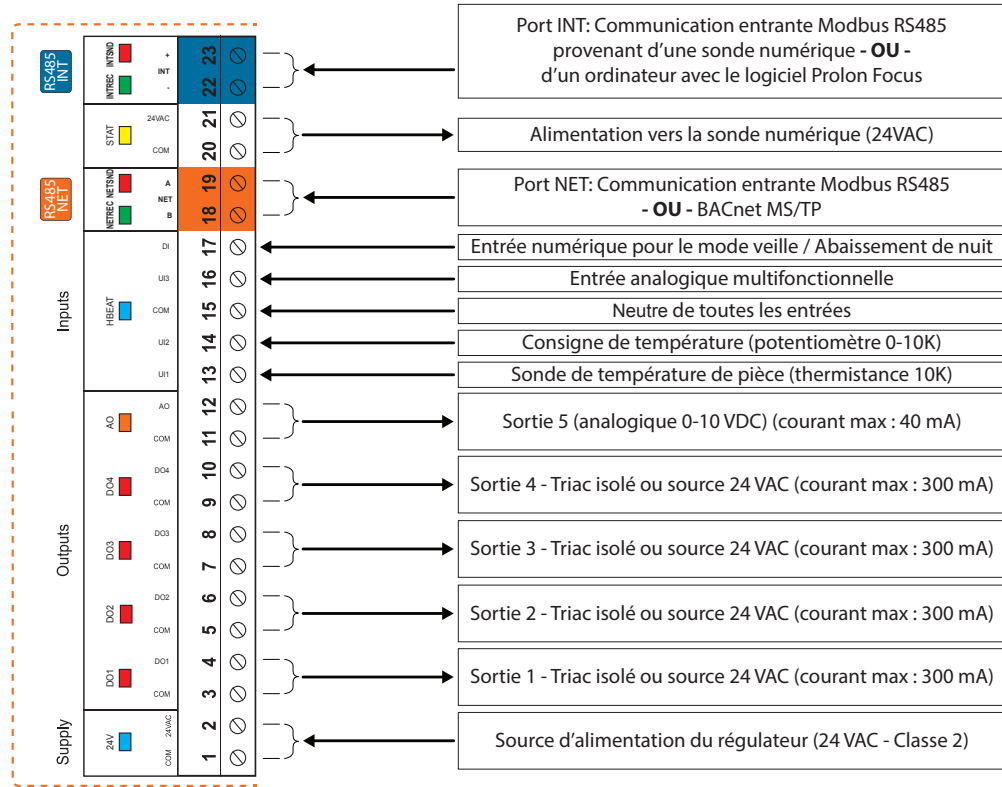 RS485
INT
INTREC INTSND
+
INT
-
23
22
Port INT: Communication entrante Modbus RS485
provenant d'une sonde numérique - OU -
d'un ordinateur avec le logiciel Prolon Focus
STAT
24VAC
COM
21
20
Alimentation vers la sonde numérique (24VAC)
RS485
NET
NETREC NETSND
A
NET
B
19
18
Port NET: Communication entrante Modbus RS485
- OU - BACnet MS/TP
Inputs
HBEAT
DI
17
Entrée numérique pour le mode veille / Abaissement de nuit
UI3
16
Entrée analogique multifonctionnelle
COM
15
Neutre de toutes les entrées
UI2
14
Consigne de température (potentiomètre 0-10K)
UI1
13
Sonde de température de pièce (thermistance 10K)
Outputs
AO
AO
COM
12
11
Sortie 5 (analogique 0-10 VDC) (courant max : 40 mA)
DO4
DO4
COM
10
9
Sortie 4 - Triac isolé ou source 24 VAC (courant max : 300 mA)
DO3
DO3
COM
8
7
Sortie 3 - Triac isolé ou source 24 VAC (courant max : 300 mA)
DO2
DO2
COM
6
5
Sortie 2 - Triac isolé ou source 24 VAC (courant max : 300 mA)
DO1
DO1
COM
4
3
Sortie 1 - Triac isolé ou source 24 VAC (courant max : 300 mA)
Supply
24V
COM 24VAC
2
1
Source d'alimentation du régulateur (24 VAC - Classe 2)